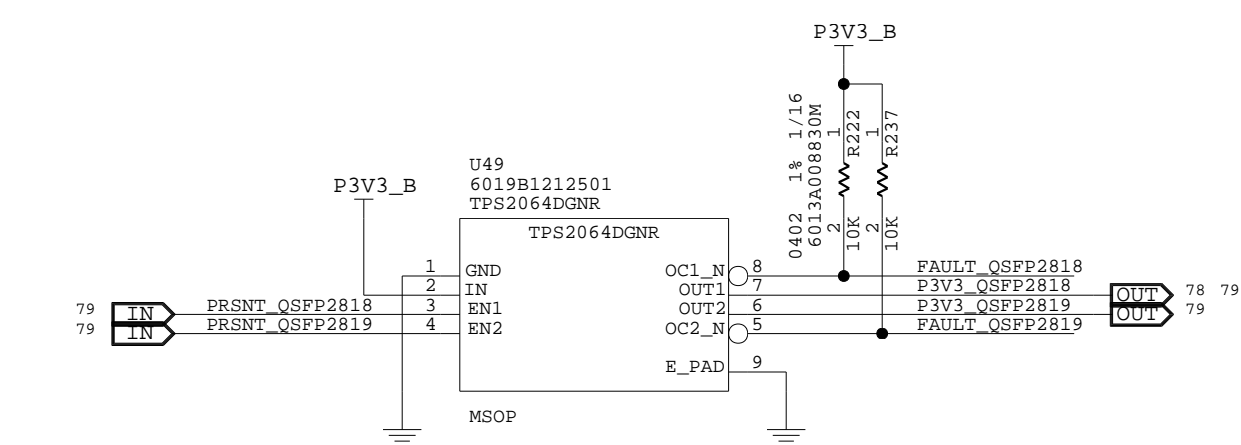 P3V3_B
0402 1% 1/16
6013A008830M
1 R222
1 R237
2 10K
2 10K
U49
6019B1212501
TPS2064DGNR
P3V3_B
TPS2064DGNR
1 GND OC1_N 8 FAULT_QSFP2818
2 IN OUT1 7 P3V3_QSFP2818 OUT 78 79
79 IN PRSNT_QSFP2818 3 EN1 OUT2 6 P3V3_QSFP2819 OUT 79
79 IN PRSNT_QSFP2819 4 EN2 OC2_N 5 FAULT_QSFP2819
E_PAD 9
MSOP